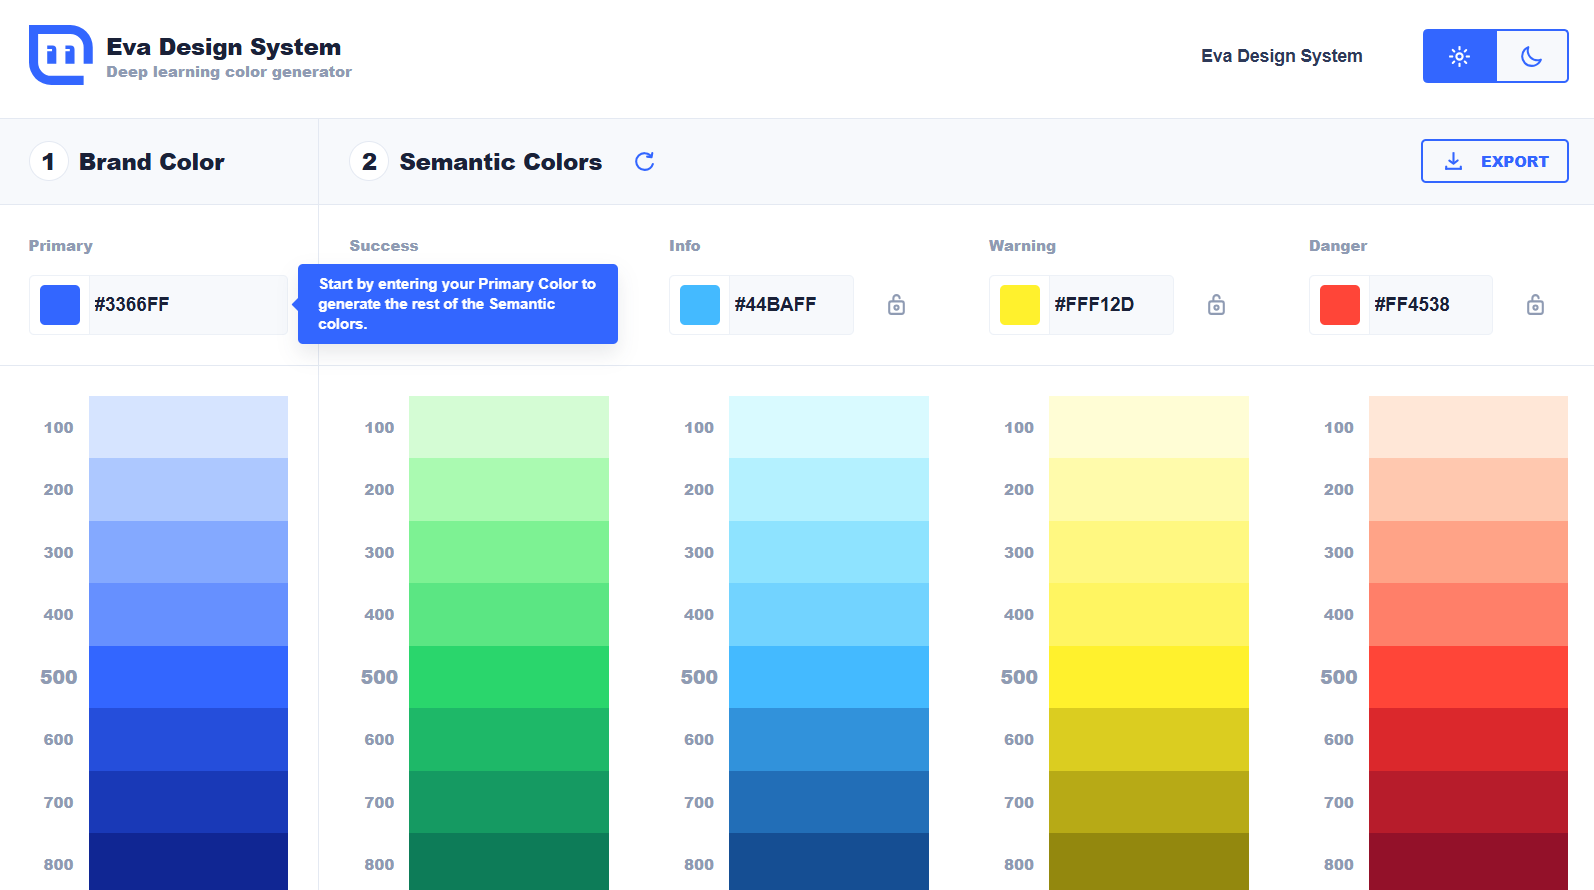 Eva Design System
Deep learning color generator
Eva Design System
1 Brand Color
2 Semantic Colors
EXPORT
Primary
Success
Info
Warning
Danger
#3366FF
Start by entering your Primary Color to
generate the rest of the Semantic
colors.
#44BAFF
#FFF12D
#FF4538
100 100 100 100 100
200 200 200 200 200
300 300 300 300 300
400 400 400 400 400
500 500 500 500 500
600 600 600 600 600
700 700 700 700 700
800 800 800 800 800